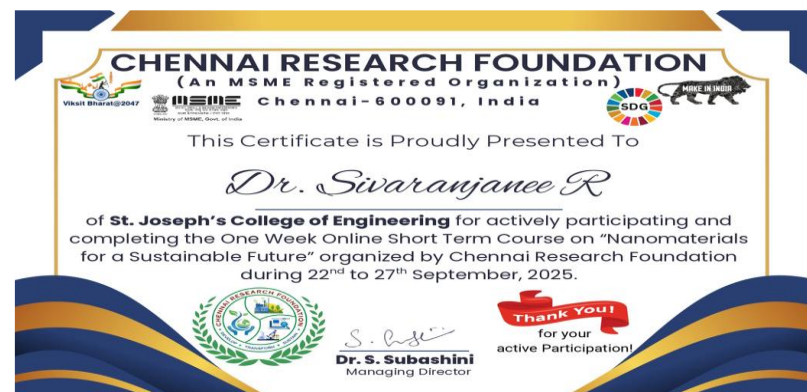 CHENNAI RESEARCH FOUNDATION
(An MSME Registered Organization)
Chennai-600091, India
Viksit Bharat@2047
MSME
Ministry of MSME, Govt. of India
SDG
MAKE IN INDIA
This Certificate is Proudly Presented To
Dr. Sivaranjanee R
of St. Joseph's College of Engineering for actively participating and
completing the One Week Online Short Term Course on "Nanomaterials
for a Sustainable Future" organized by Chennai Research Foundation
during 22nd to 27th September, 2025.
CHENNAI RESEARCH FOUNDATION
Dr. S. Subashini
Managing Director
Thank You!
for your
active Participation!